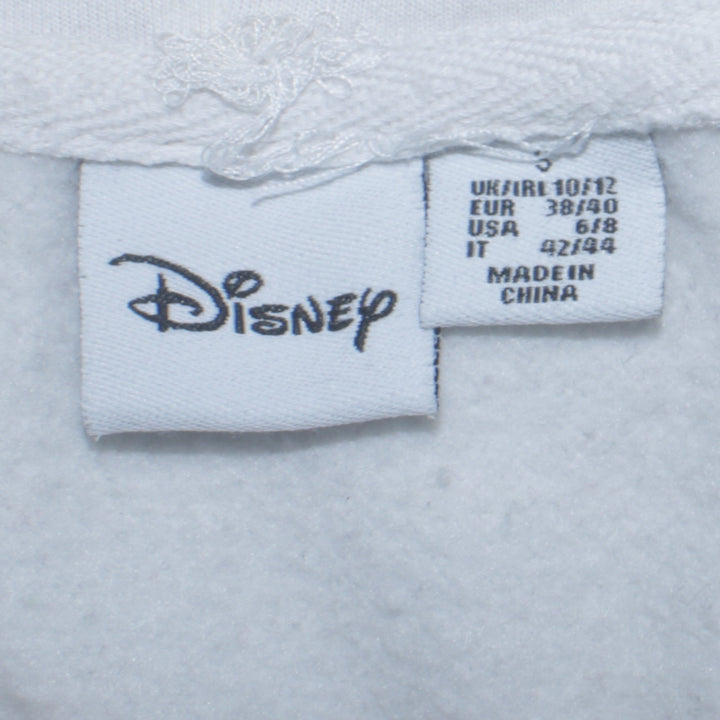 Disney
S
UK/IRL 10/12
EUR 38/40
USA 6/8
IT 42/44
MADE IN
CHINA